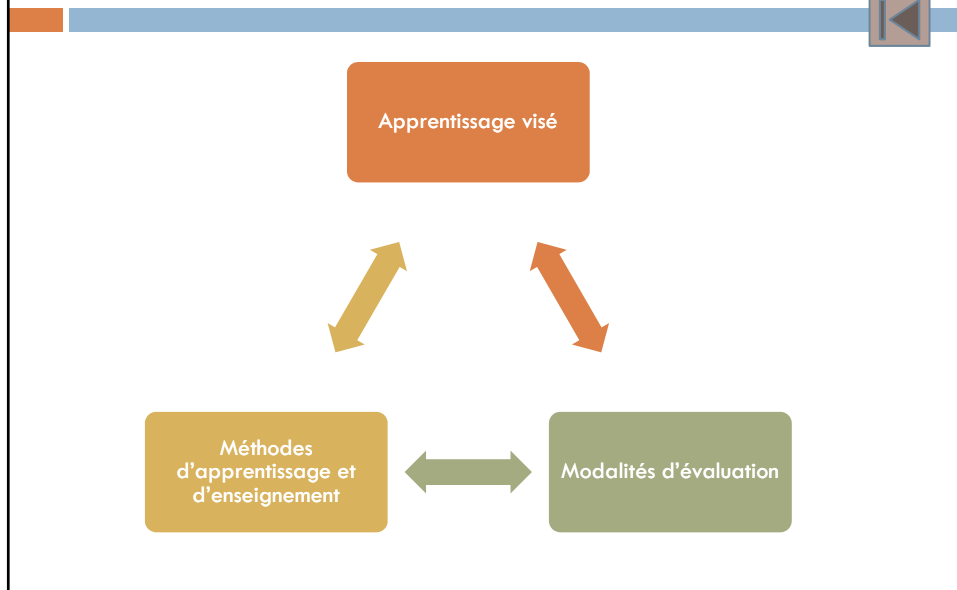 Apprentissage visé
Méthodes
d’apprentissage et
d’enseignement
Modalités d’évaluation